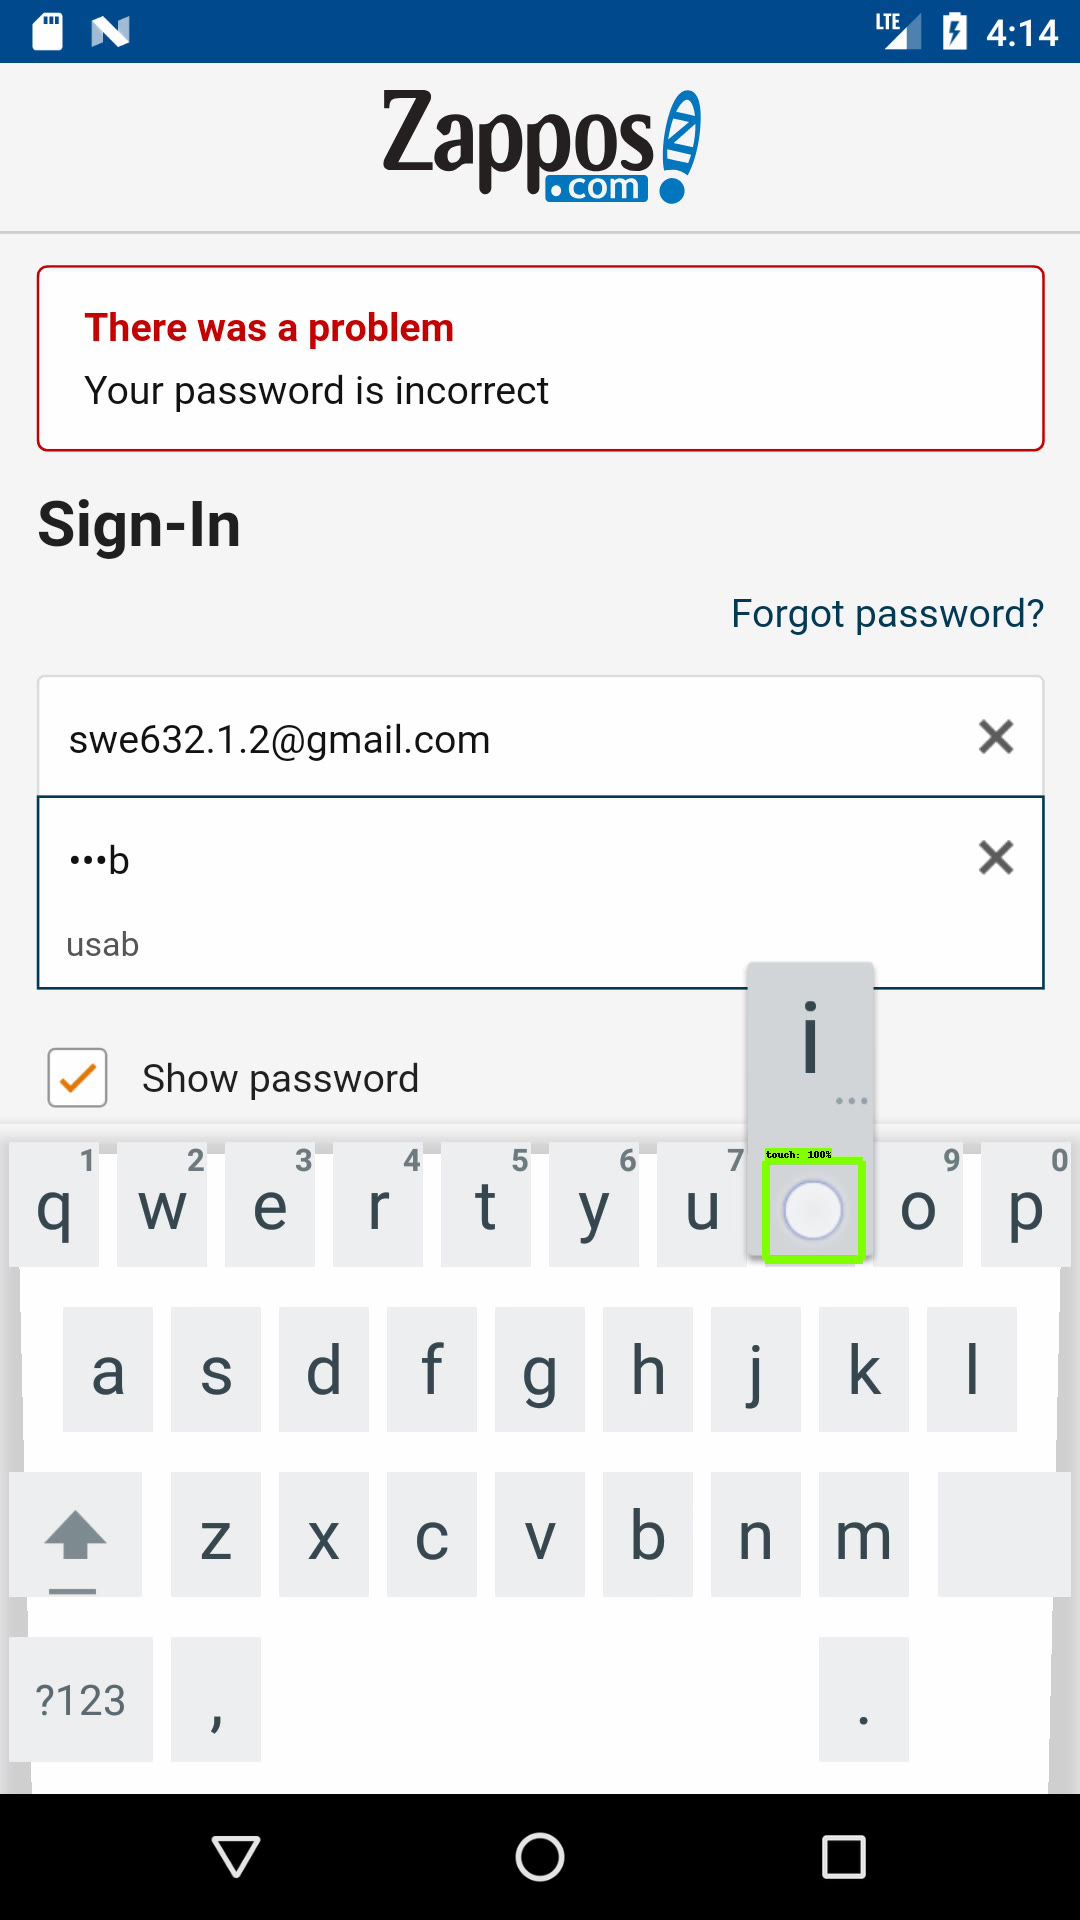 LTE 4:14
Zappos
.com
There was a problem
Your password is incorrect
Sign-In
Forgot password?
swe632.1.2@gmail.com
•••b
usab
i
Show password
...
touch: 100%
1 2 3 4 5 6 7 9 0
q w e r t y u o p
a s d f g h j k l
z x c v b n m
?123 , .